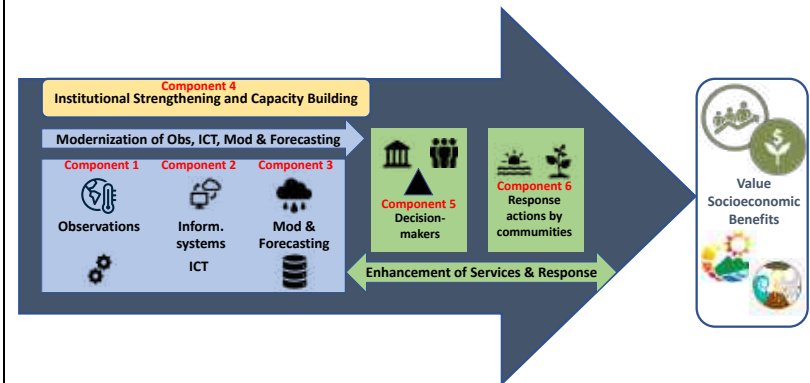 Component 4
Institutional Strengthening and Capacity Building
Modernization of Obs, ICT, Mod & Forecasting
Component 1
Component 2
Component 3
Observations
Inform.
systems
ICT
Mod &
Forecasting
Component 5
Decision-
makers
Component 6
Response
actions by
communities
Enhancement of Services & Response
$
Value
Socioeconomic
Benefits